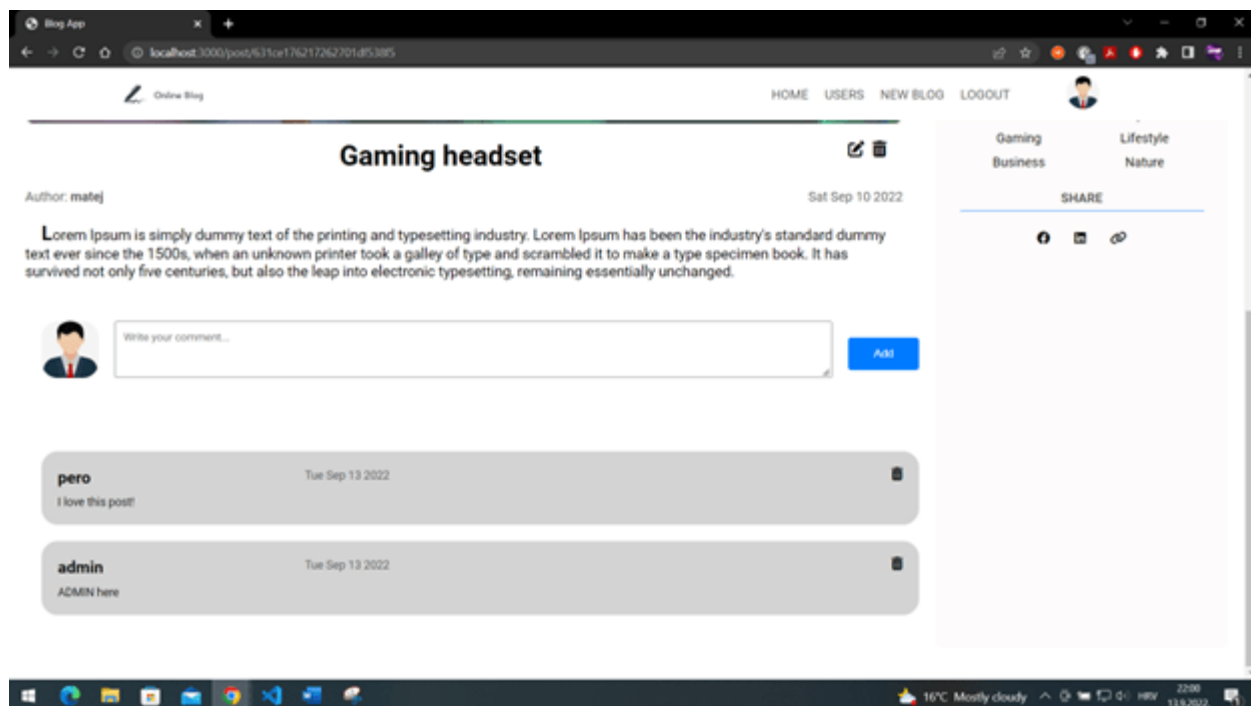 Blog App
localhost:3000/post/631ce176217262701df538f5
Online Blog
HOME USERS NEW BLOG LOGOUT
Gaming headset
Author: matej
Sat Sep 10 2022
Lorem Ipsum is simply dummy text of the printing and typesetting industry. Lorem Ipsum has been the industry's standard dummy
text ever since the 1500s, when an unknown printer took a galley of type and scrambled it to make a type specimen book. It has
survived not only five centuries, but also the leap into electronic typesetting, remaining essentially unchanged.
Write your comment...
Add
pero
Tue Sep 13 2022
I love this post!
admin
Tue Sep 13 2022
ADMIN here
Gaming Lifestyle
Business Nature
SHARE
16°C Mostly cloudy
HRV
22:00
13.9.2022.